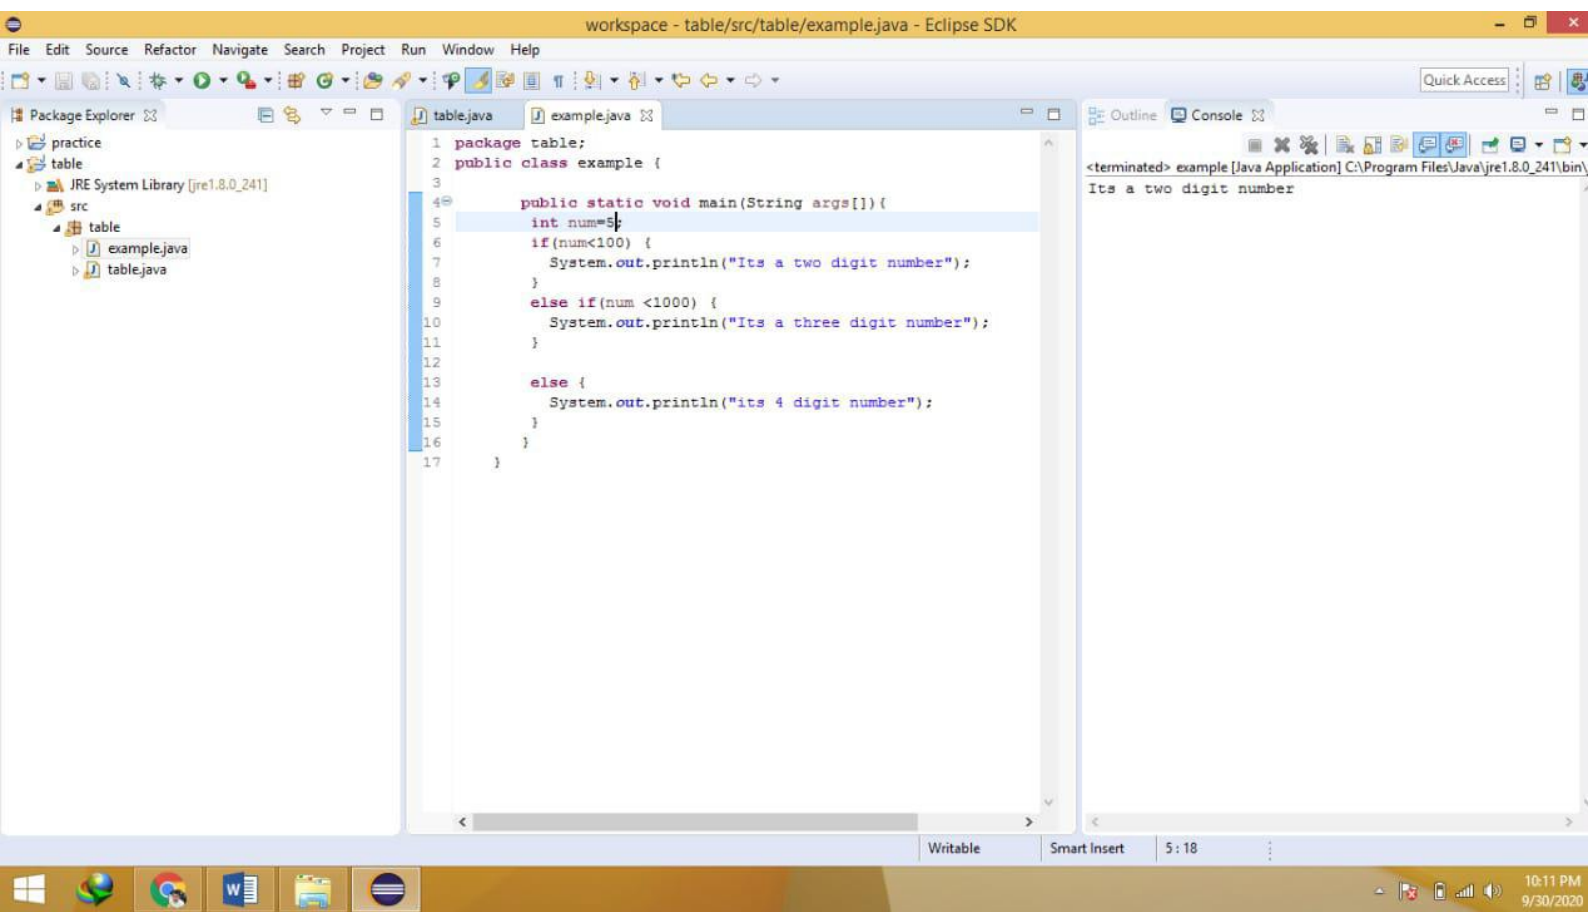 workspace - table/src/table/example.java - Eclipse SDK
File Edit Source Refactor Navigate Search Project Run Window Help
Quick Access
Package Explorer
practice
table
JRE System Library [jre1.8.0_241]
src
table
example.java
table.java
table.java example.java
1 package table;
2 public class example {
3
4 public static void main(String args[]){
5 int num=5;
6 if(num<100) {
7 System.out.println("Its a two digit number");
8 }
9 else if(num <1000) {
10 System.out.println("Its a three digit number");
11 }
12
13 else {
14 System.out.println("its 4 digit number");
15 }
16 }
17 }
Outline Console
<terminated> example [Java Application] C:\Program Files\Java\jre1.8.0_241\bin\
Its a two digit number
Writable Smart Insert 5 : 18
10:11 PM
9/30/2020